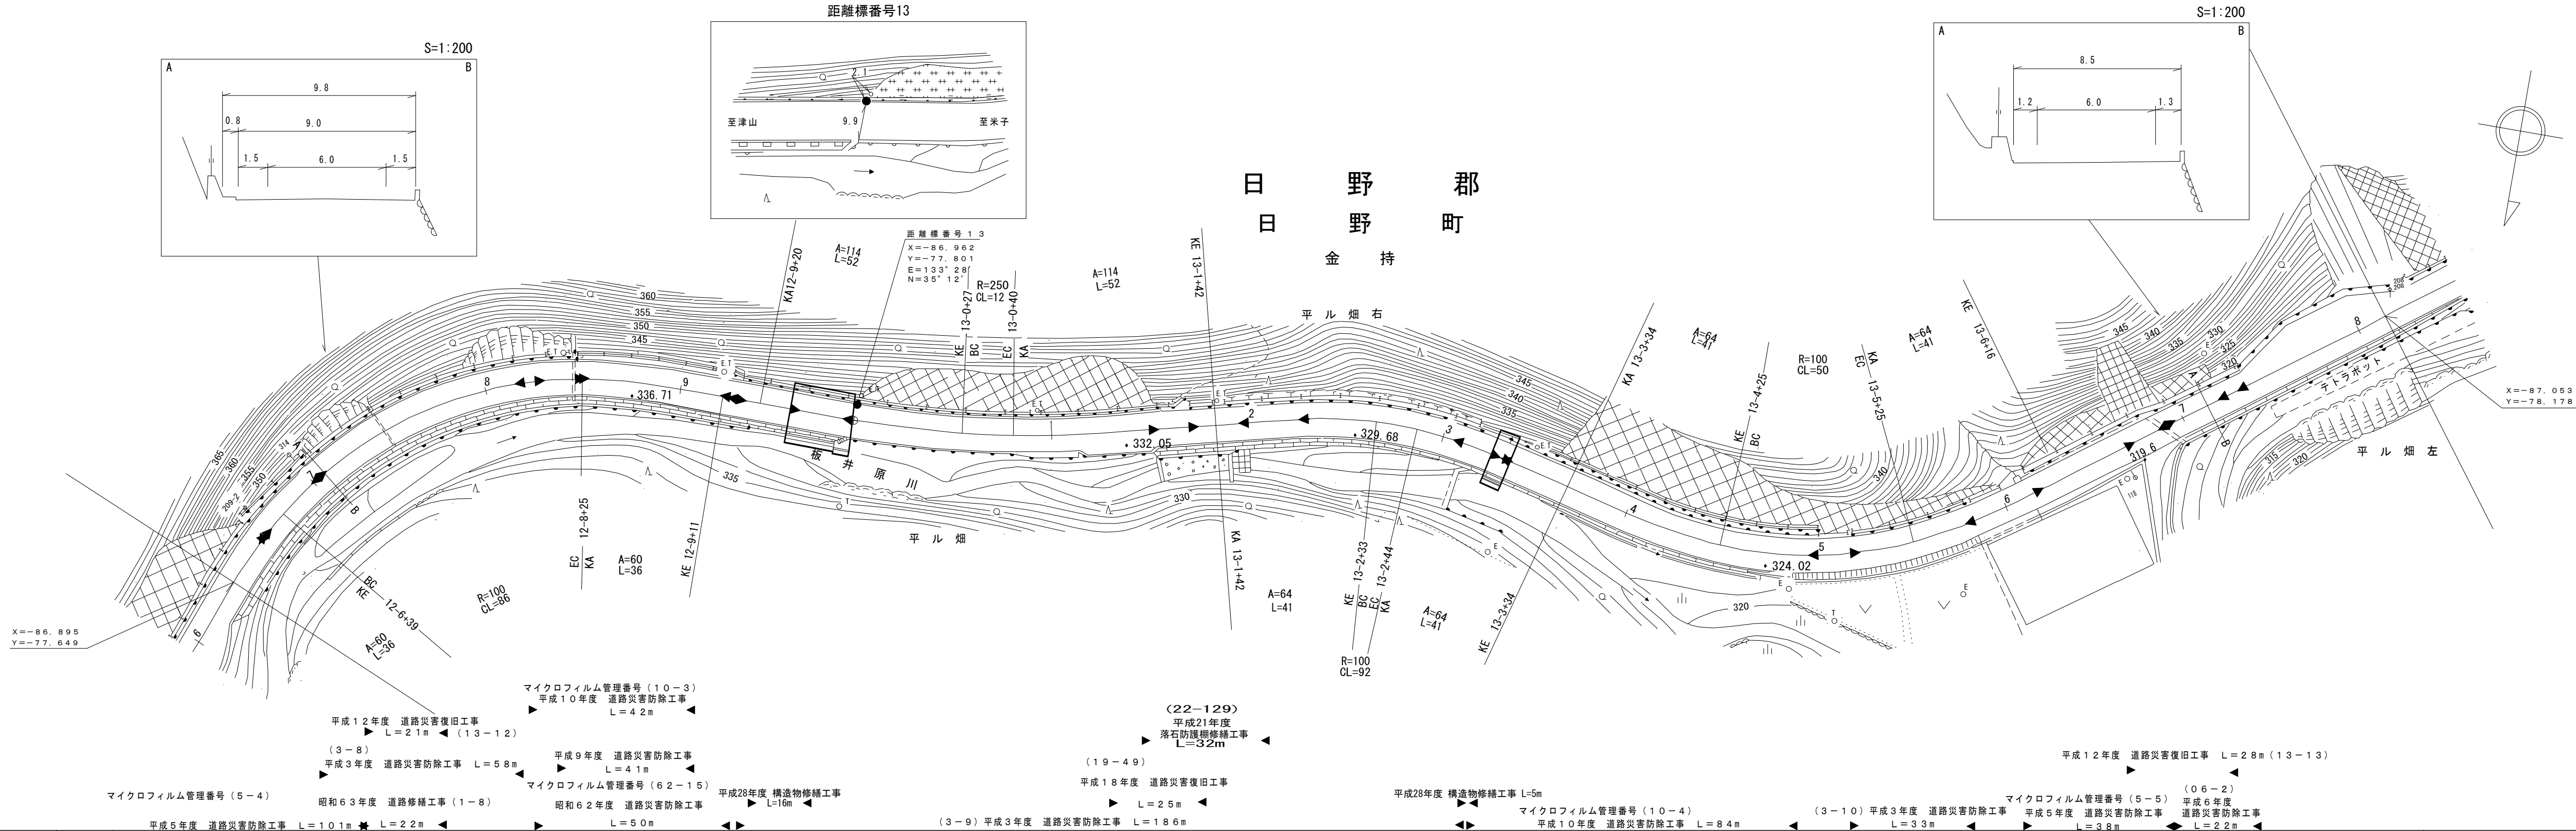 距離標番号13
S=1:200
A
B
9.8
0.8
9.0
1.5
6.0
1.5
2.1
至津山
9.9
至米子
S=1:200
A
B
8.5
1.2
6.0
1.3
日野郡
日野町
金持
距離標番号13
X=-86,962
Y=-77,801
E=133°28′
N=35°12′
KA12-9+20
A=114
L=52
R=250
CL=12
KE 13-0+27
BC
EC 13-0+40
KA
A=114
L=52
KE 13-1+42
平ル畑右
KA 13-3+34
A=64
L=41
KE 13-4+25
BC
R=100
CL=50
KA 13-5+25
EC
A=64
L=41
KE 13-6+16
360
355
350
345
345
340
335
345
340
335
330
325
320
340
365
360
355
350
209-2
314
208
208
E.T
E.T
E.T
E
E.T
E
6
7
8
9
2
3
4
5
6
7
8
336.71
332.05
329.68
324.02
319.6
A
B
A
B
テトラポット
X=-87,053
Y=-78,178
平ル畑左
315
320
118
板井原川
335
330
320
平ル畑
T
E
E
T
E
E
X=-86,895
Y=-77,649
BC
KE 12-6+39
A=60
L=36
R=100
CL=86
EC 12-8+25
KA
A=60
L=36
KE 12-9+11
KA 13-1+42
A=64
L=41
KE 13-2+33
BC
EC 13-2+44
KA
R=100
CL=92
A=64
L=41
KE 13-3+34
マイクロフィルム管理番号(10-3)
平成10年度 道路災害防除工事
L=42m
平成12年度 道路災害復旧工事
L=21m (13-12)
(3-8)
平成3年度 道路災害防除工事 L=58m
平成9年度 道路災害防除工事
L=41m
マイクロフィルム管理番号(5-4)
昭和63年度 道路修繕工事(1-8)
平成5年度 道路災害防除工事 L=101m
L=22m
マイクロフィルム管理番号(62-15)
昭和62年度 道路災害防除工事
L=50m
平成28年度 構造物修繕工事
L=16m
(22-129)
平成21年度
落石防護棚修繕工事
L=32m
(19-49)
平成18年度 道路災害復旧工事
L=25m
(3-9)平成3年度 道路災害防除工事 L=186m
平成28年度 構造物修繕工事 L=5m
マイクロフィルム管理番号(10-4)
平成10年度 道路災害防除工事 L=84m
(3-10)平成3年度 道路災害防除工事
L=33m
平成12年度 道路災害復旧工事 L=28m(13-13)
マイクロフィルム管理番号(5-5)
平成5年度 道路災害防除工事
L=38m
(06-2)
平成6年度
道路災害防除工事
L=22m